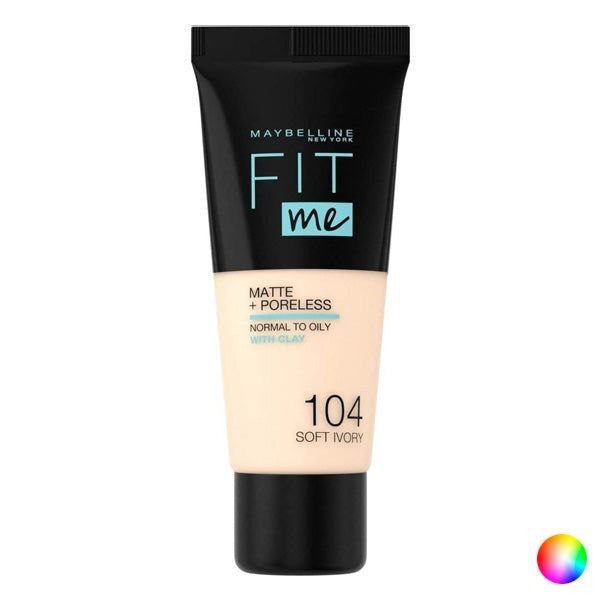 MAYBELLINE
NEW YORK
FIT
me
MATTE
+ PORELESS
NORMAL TO OILY
WITH CLAY
104
SOFT IVORY